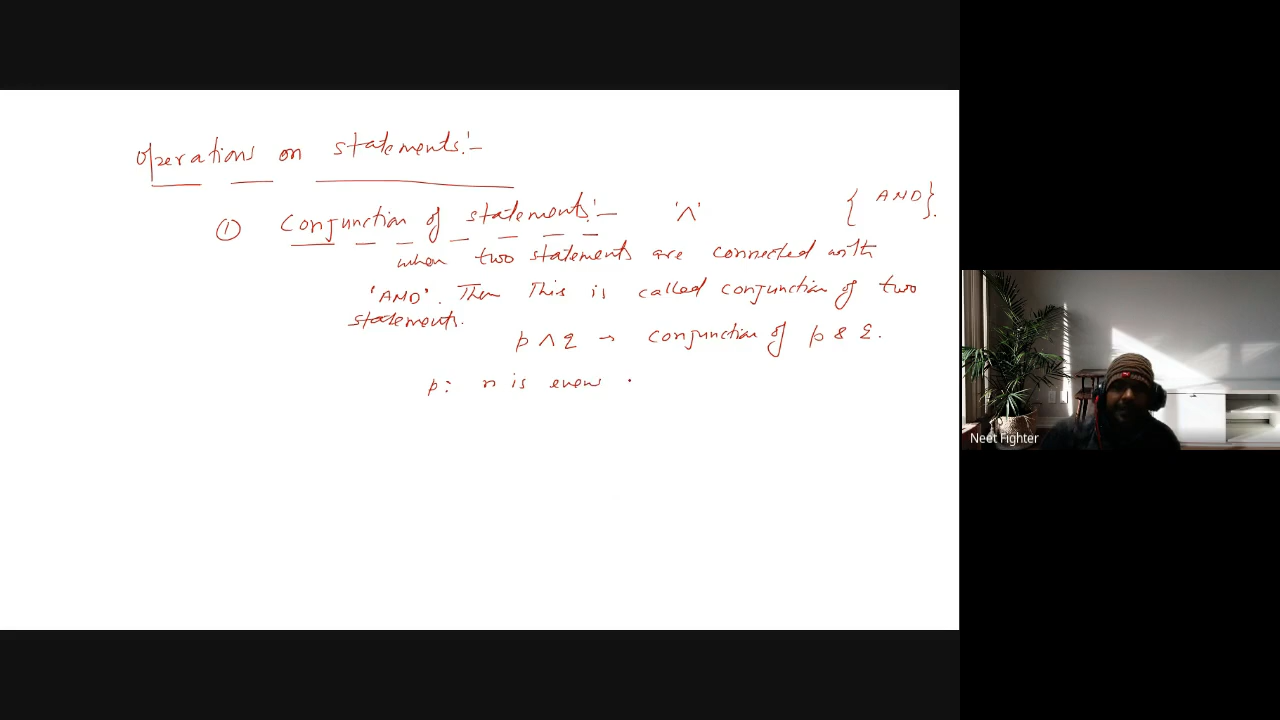 operations on statements:-
① Conjunction of statements:- '∧' { AND}.
when two statements are connected with
'AND'. Then This is called conjunction of two
statements.
p ∧ q → conjunction of p & q.
p: n is even .
Neet Fighter